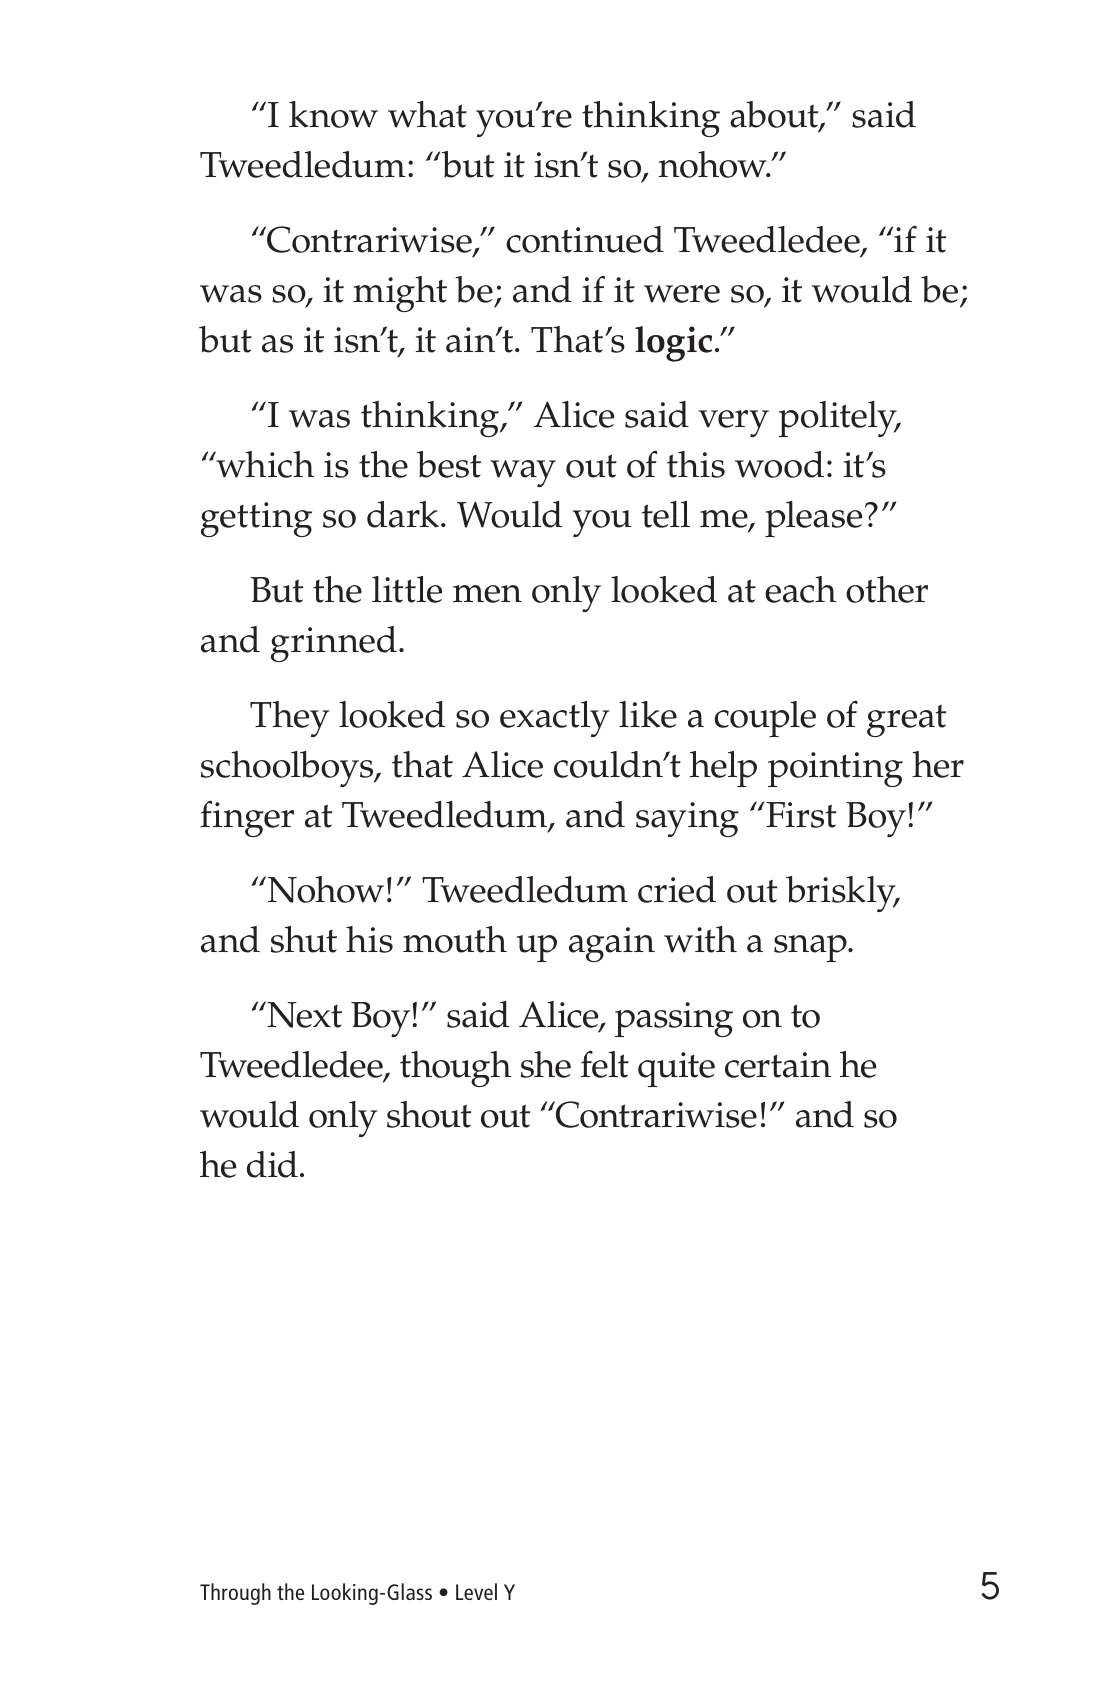 “I know what you’re thinking about,” said
Tweedledum: “but it isn’t so, nohow.”
“Contrariwise,” continued Tweedledee, “if it
was so, it might be; and if it were so, it would be;
but as it isn’t, it ain’t. That’s logic.”
“I was thinking,” Alice said very politely,
“which is the best way out of this wood: it’s
getting so dark. Would you tell me, please?”
But the little men only looked at each other
and grinned.
They looked so exactly like a couple of great
schoolboys, that Alice couldn’t help pointing her
finger at Tweedledum, and saying “First Boy!”
“Nohow!” Tweedledum cried out briskly,
and shut his mouth up again with a snap.
“Next Boy!” said Alice, passing on to
Tweedledee, though she felt quite certain he
would only shout out “Contrariwise!” and so
he did.
Through the Looking-Glass • Level Y
5